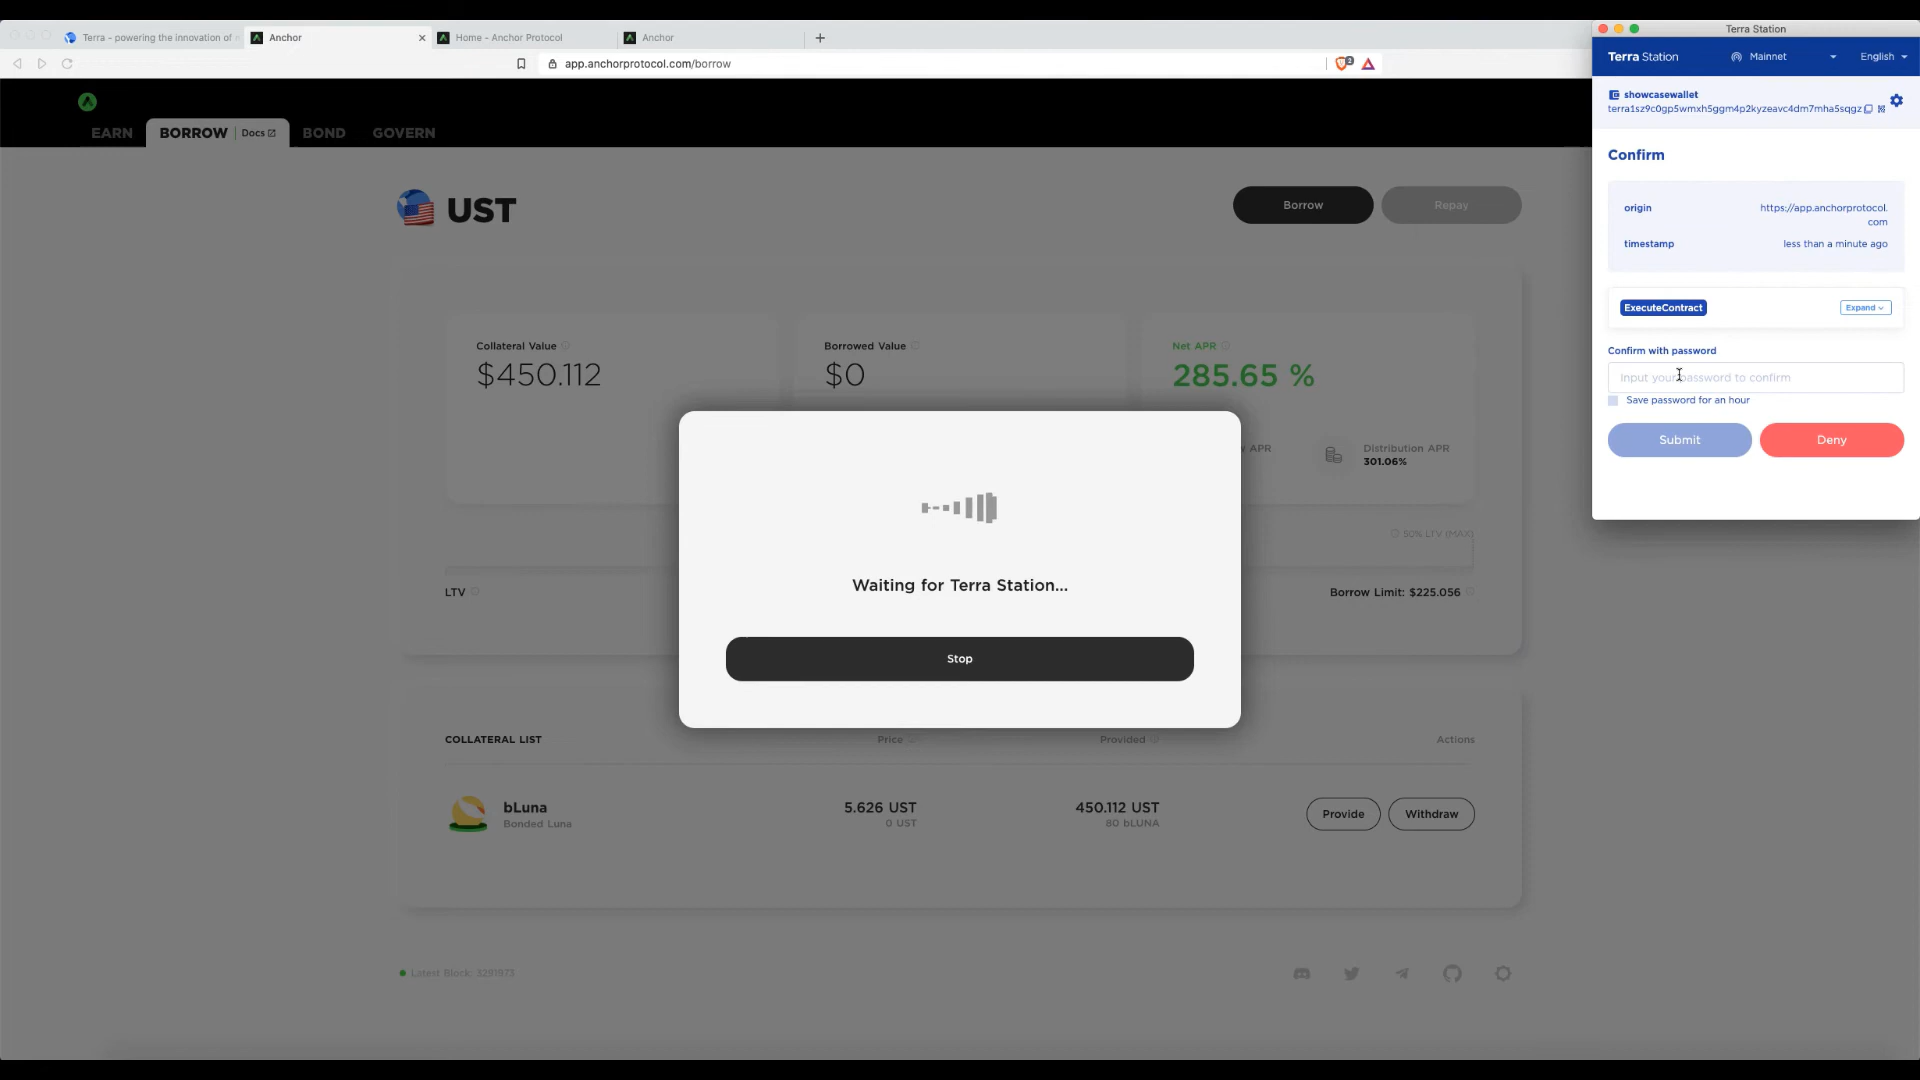 Terra - powering the innovation of
Anchor
Home - Anchor Protocol
Anchor
app.anchorprotocol.com/borrow
EARN
BORROW
Docs
BOND
GOVERN
UST
Borrow
Repay
Collateral Value
$450.112
Borrowed Value
$0
Net APR
285.65 %
APR
Distribution APR
301.06%
50% LTV (MAX)
LTV
Borrow Limit: $225.056
Waiting for Terra Station...
Stop
COLLATERAL LIST
Price
Provided
Actions
bLuna
Bonded Luna
5.626 UST
0 UST
450.112 UST
80 bLUNA
Provide
Withdraw
Latest Block: 3291973
Terra Station
Terra Station
Mainnet
English
showcasewallet
terra1sz9c0gp5wmxh5ggm4p2kyzeavc4dm7mha5sqgz
Confirm
origin
https://app.anchorprotocol.
com
timestamp
less than a minute ago
ExecuteContract
Expand
Confirm with password
Input your password to confirm
Save password for an hour
Submit
Deny